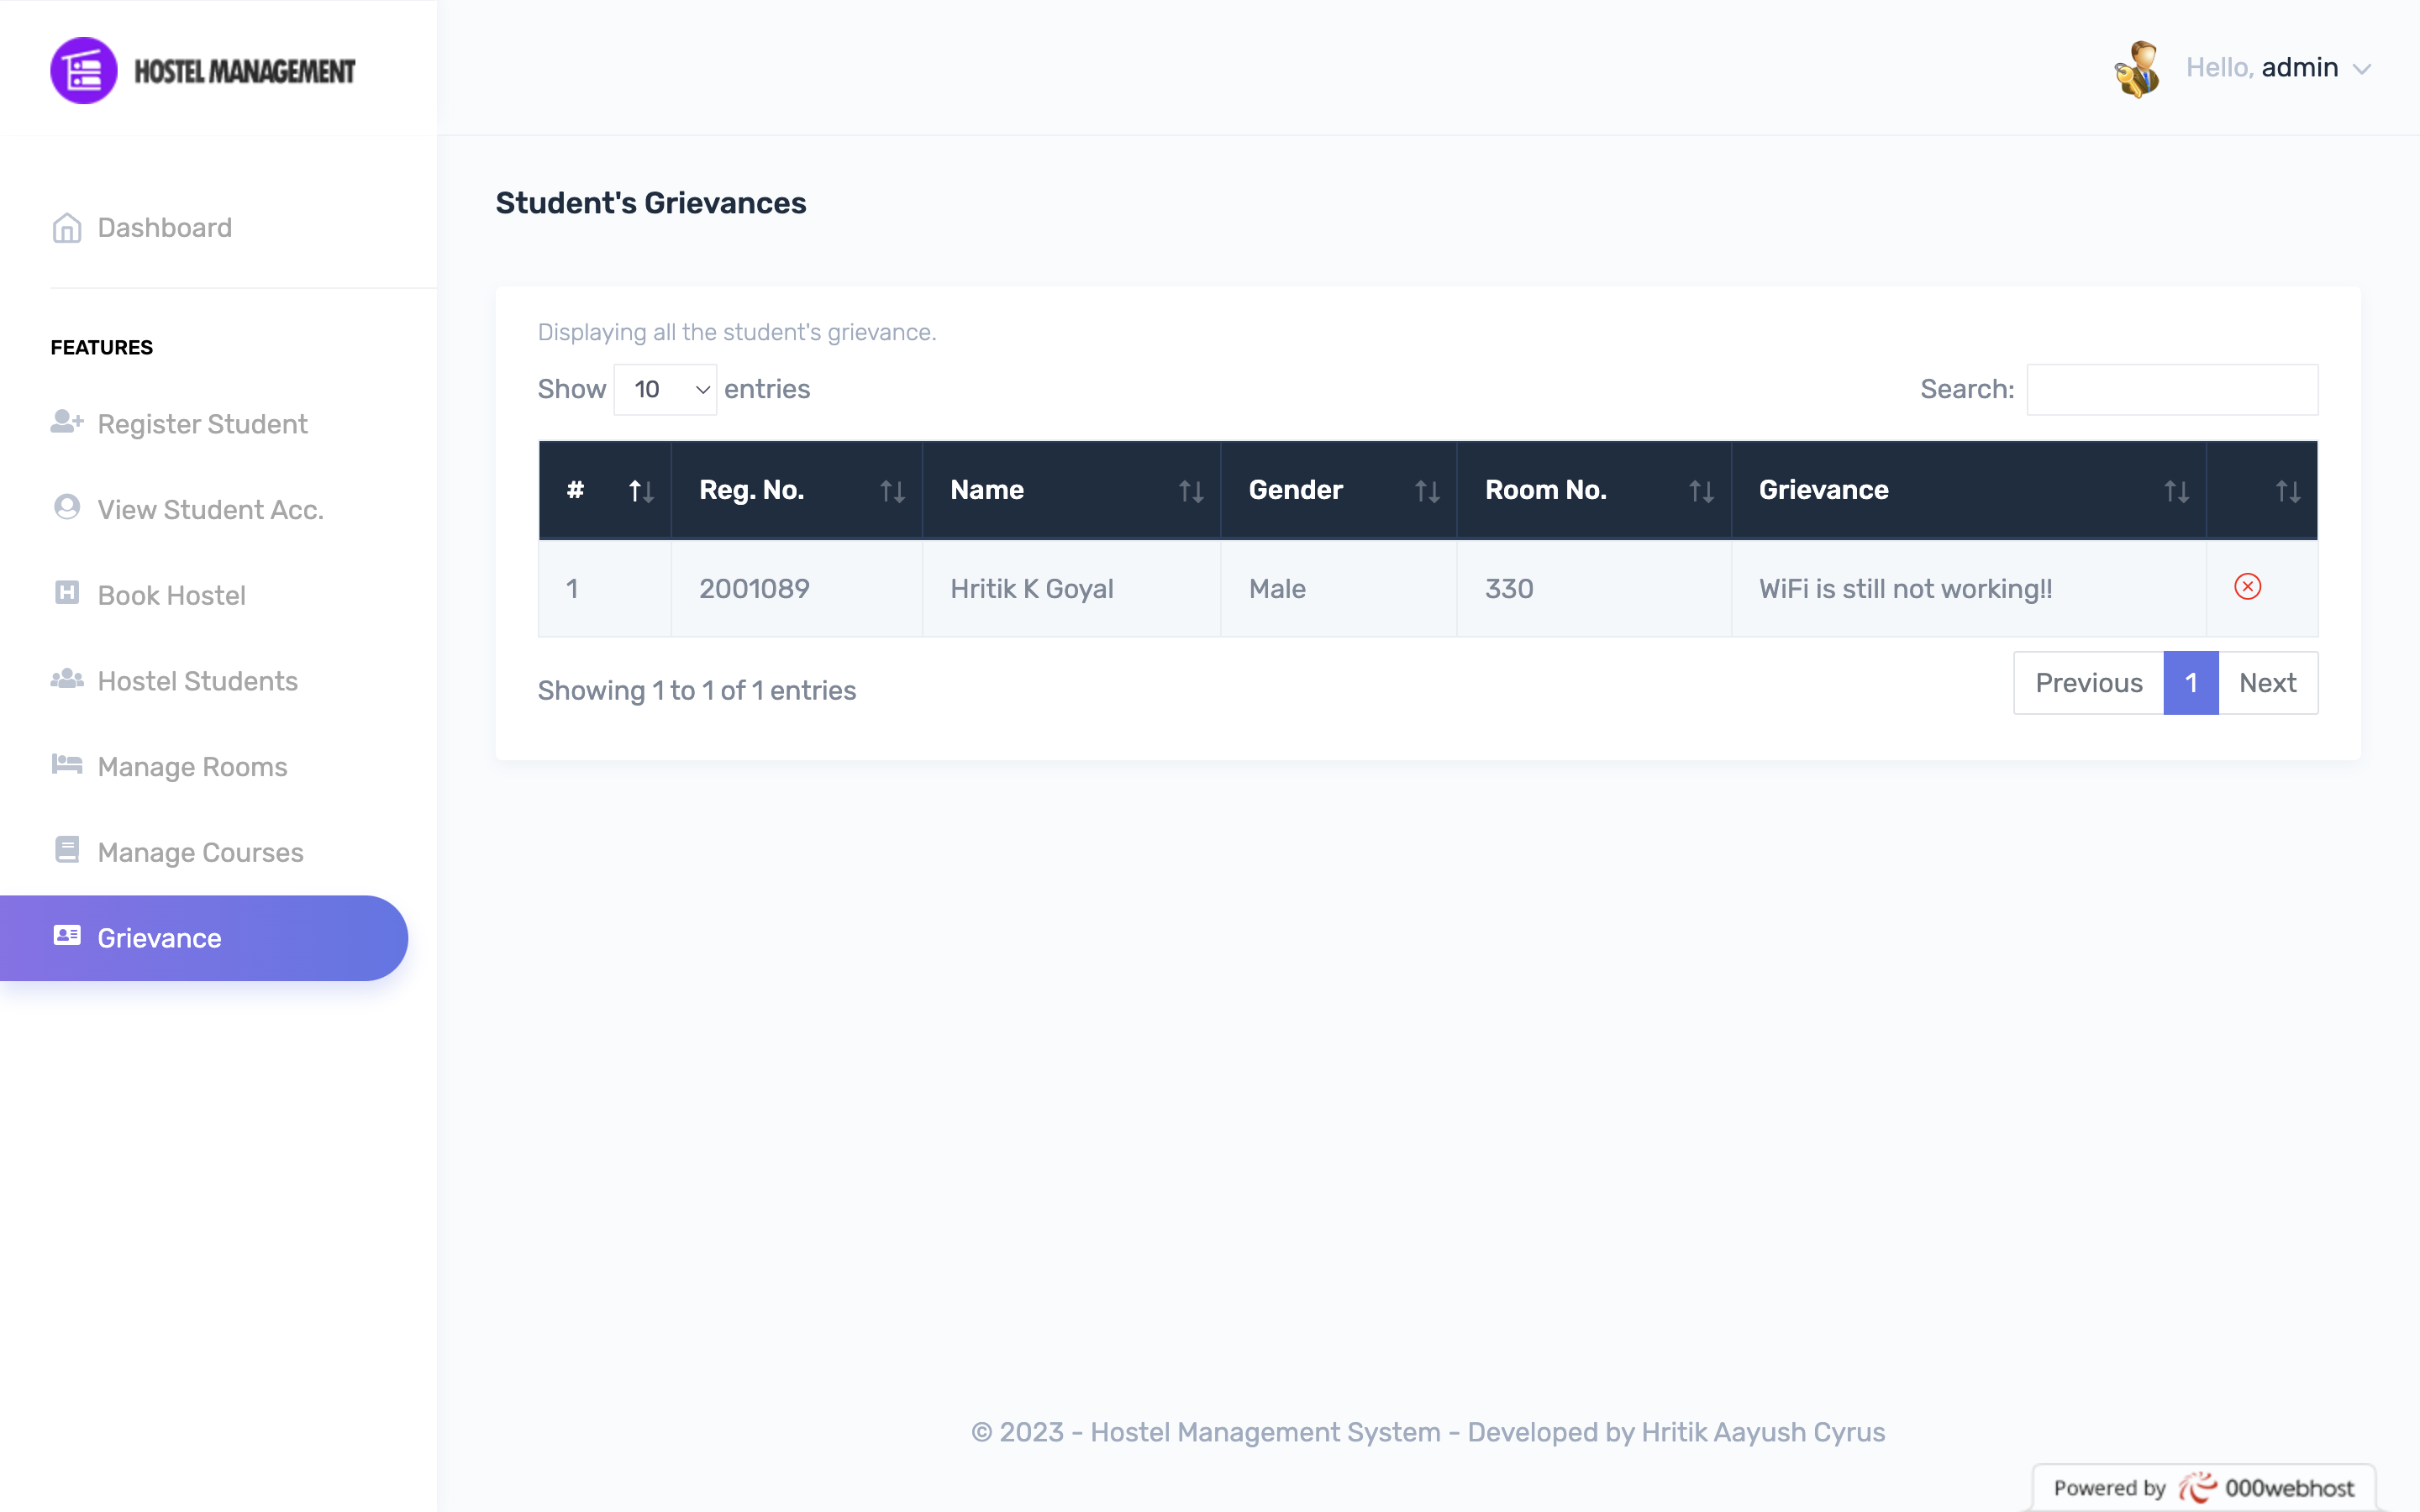 HOSTEL MANAGEMENT
Hello, admin
Dashboard
FEATURES
Register Student
View Student Acc.
Book Hostel
Hostel Students
Manage Rooms
Manage Courses
Grievance
Student's Grievances
Displaying all the student's grievance.
Show 10 entries
Search:
# Reg. No. Name Gender Room No. Grievance
1 2001089 Hritik K Goyal Male 330 WiFi is still not working!!
Showing 1 to 1 of 1 entries
Previous 1 Next
© 2023 - Hostel Management System - Developed by Hritik Aayush Cyrus
Powered by 000webhost